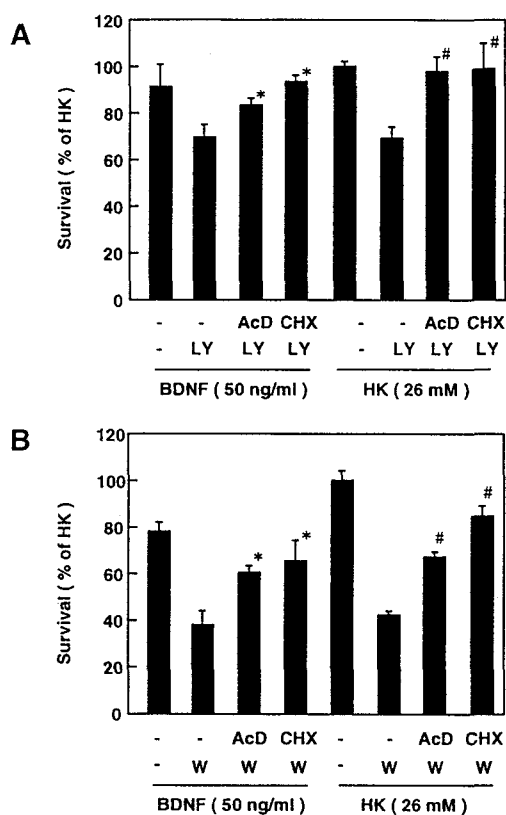 A
Survival ( % of HK )
120
100
80
60
40
20
0
* * # #
- - AcD CHX - - AcD CHX
- LY LY LY - LY LY LY
BDNF ( 50 ng/ml ) HK ( 26 mM )
B
Survival ( % of HK )
120
100
80
60
40
20
0
* * # #
- - AcD CHX - - AcD CHX
- W W W - W W W
BDNF ( 50 ng/ml ) HK ( 26 mM )